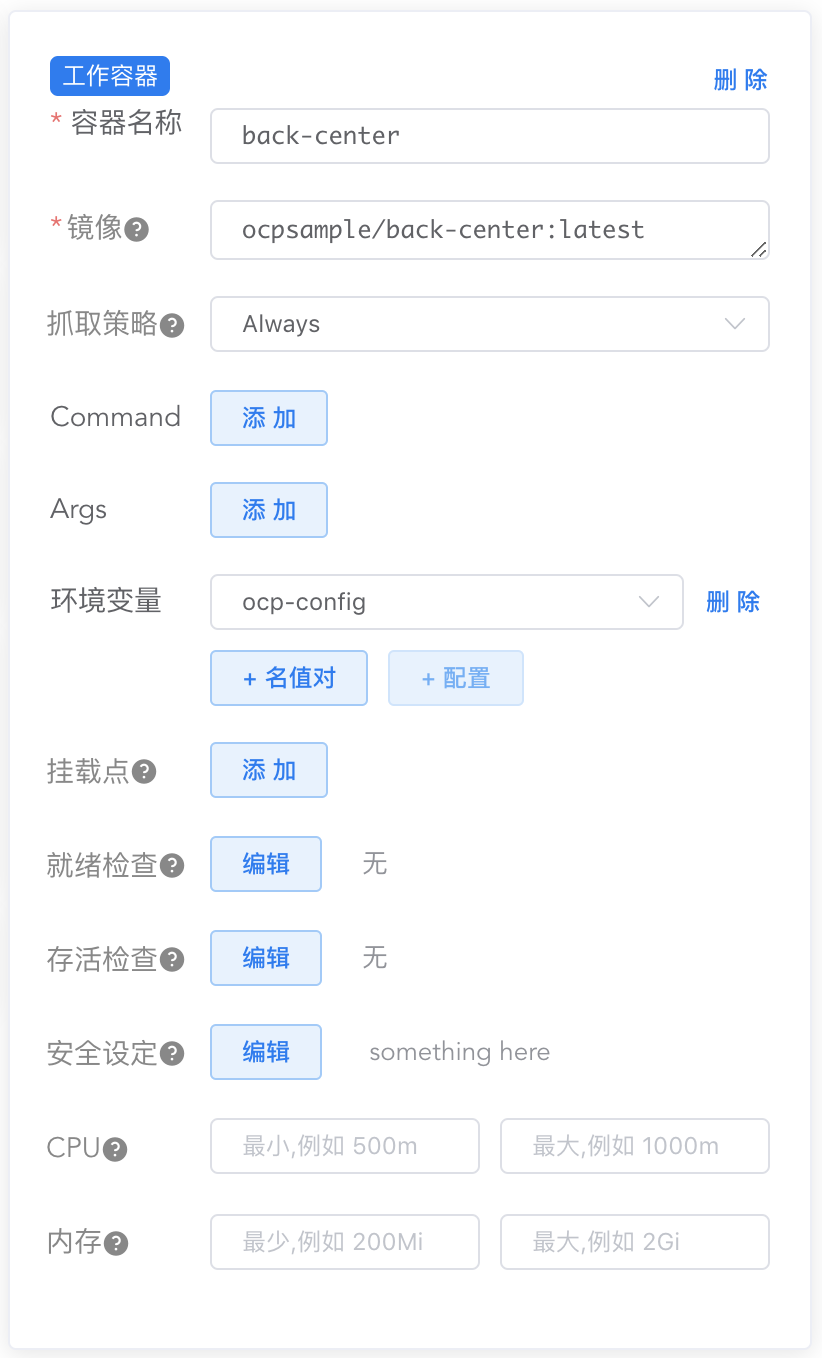 工作容器 删 除
* 容器名称 back-center
* 镜像 ? ocpsample/back-center:latest
抓取策略 ? Always
Command 添 加
Args 添 加
环境变量 ocp-config 删 除
+ 名值对 + 配置
挂载点 ? 添 加
就绪检查 ? 编辑 无
存活检查 ? 编辑 无
安全设定 ? 编辑 something here
CPU ? 最小,例如 500m 最大,例如 1000m
内存 ? 最少,例如 200Mi 最大,例如 2Gi